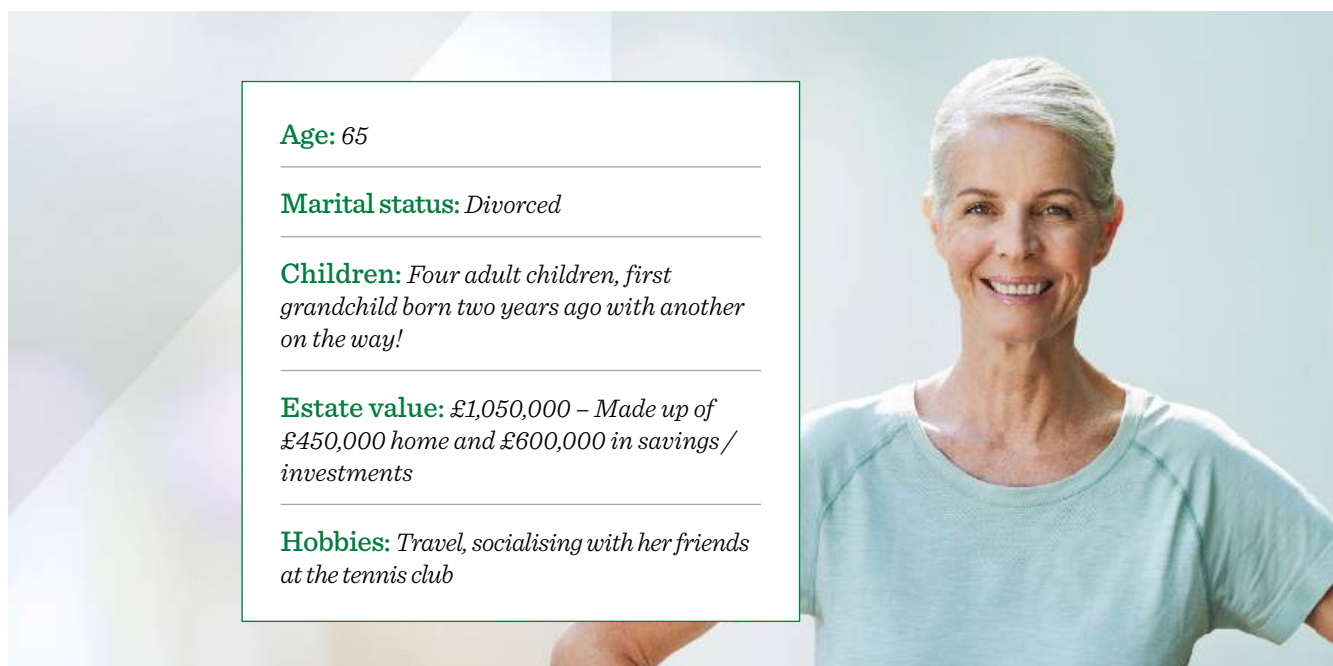 Age: 65
Marital status: Divorced
Children: Four adult children, first
grandchild born two years ago with another
on the way!
Estate value: £1,050,000 – Made up of
£450,000 home and £600,000 in savings /
investments
Hobbies: Travel, socialising with her friends
at the tennis club